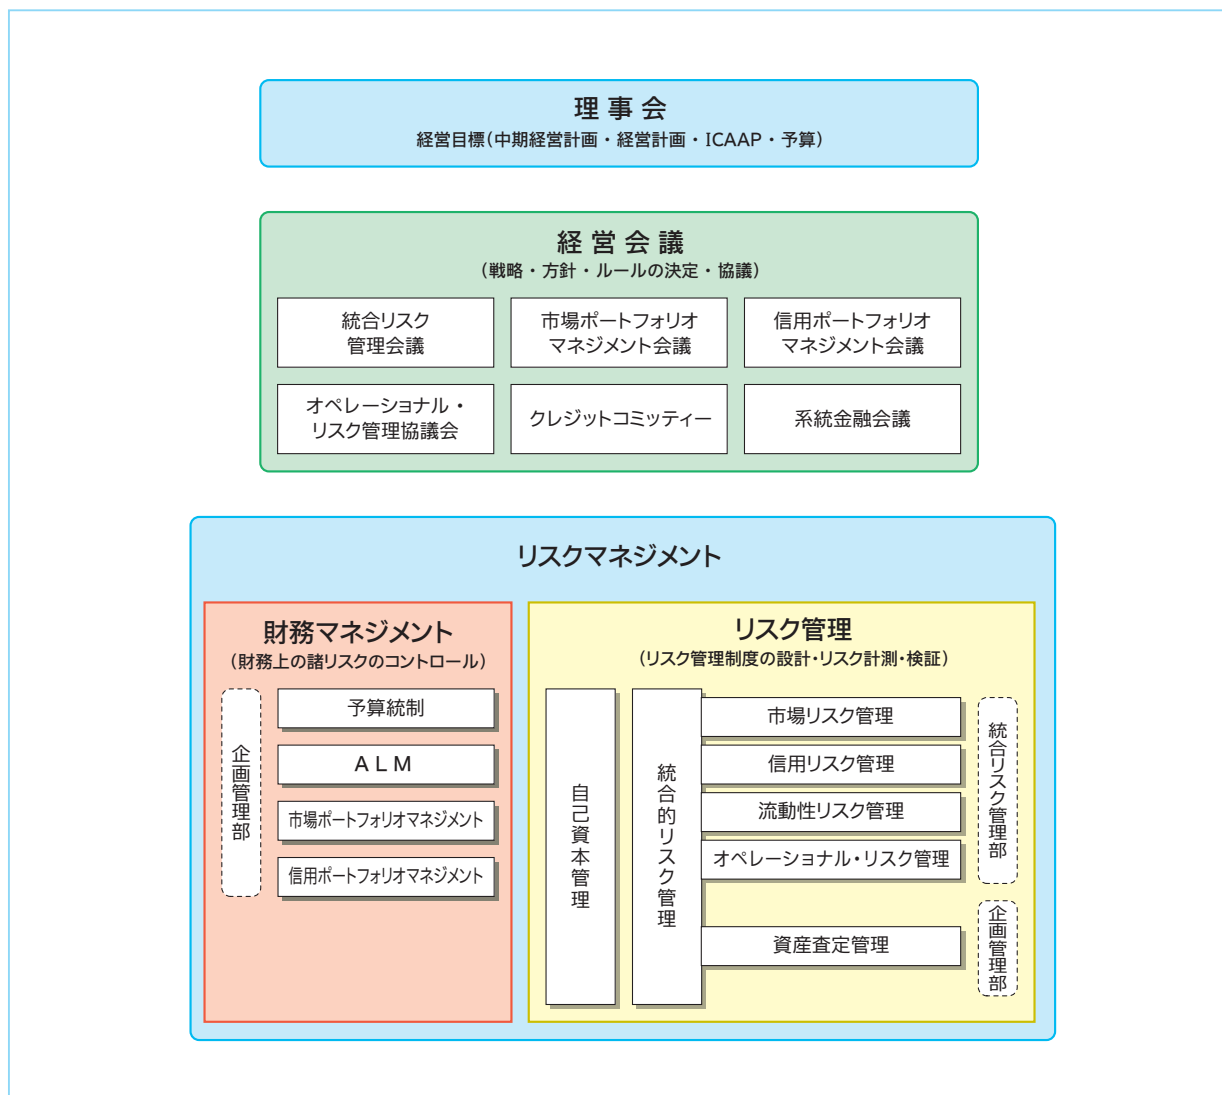 理事会
経営目標(中期経営計画・経営計画・ICAAP・予算)
経営会議
(戦略・方針・ルールの決定・協議)
統合リスク
管理会議
市場ポートフォリオ
マネジメント会議
信用ポートフォリオ
マネジメント会議
オペレーショナル・
リスク管理協議会
クレジットコミッティー
系統金融会議
リスクマネジメント
財務マネジメント
(財務上の諸リスクのコントロール)
企画管理部
予算統制
ALM
市場ポートフォリオマネジメント
信用ポートフォリオマネジメント
リスク管理
(リスク管理制度の設計・リスク計測・検証)
自己資本管理
統合的リスク管理
市場リスク管理
信用リスク管理
流動性リスク管理
オペレーショナル・リスク管理
資産査定管理
統合リスク管理部
企画管理部